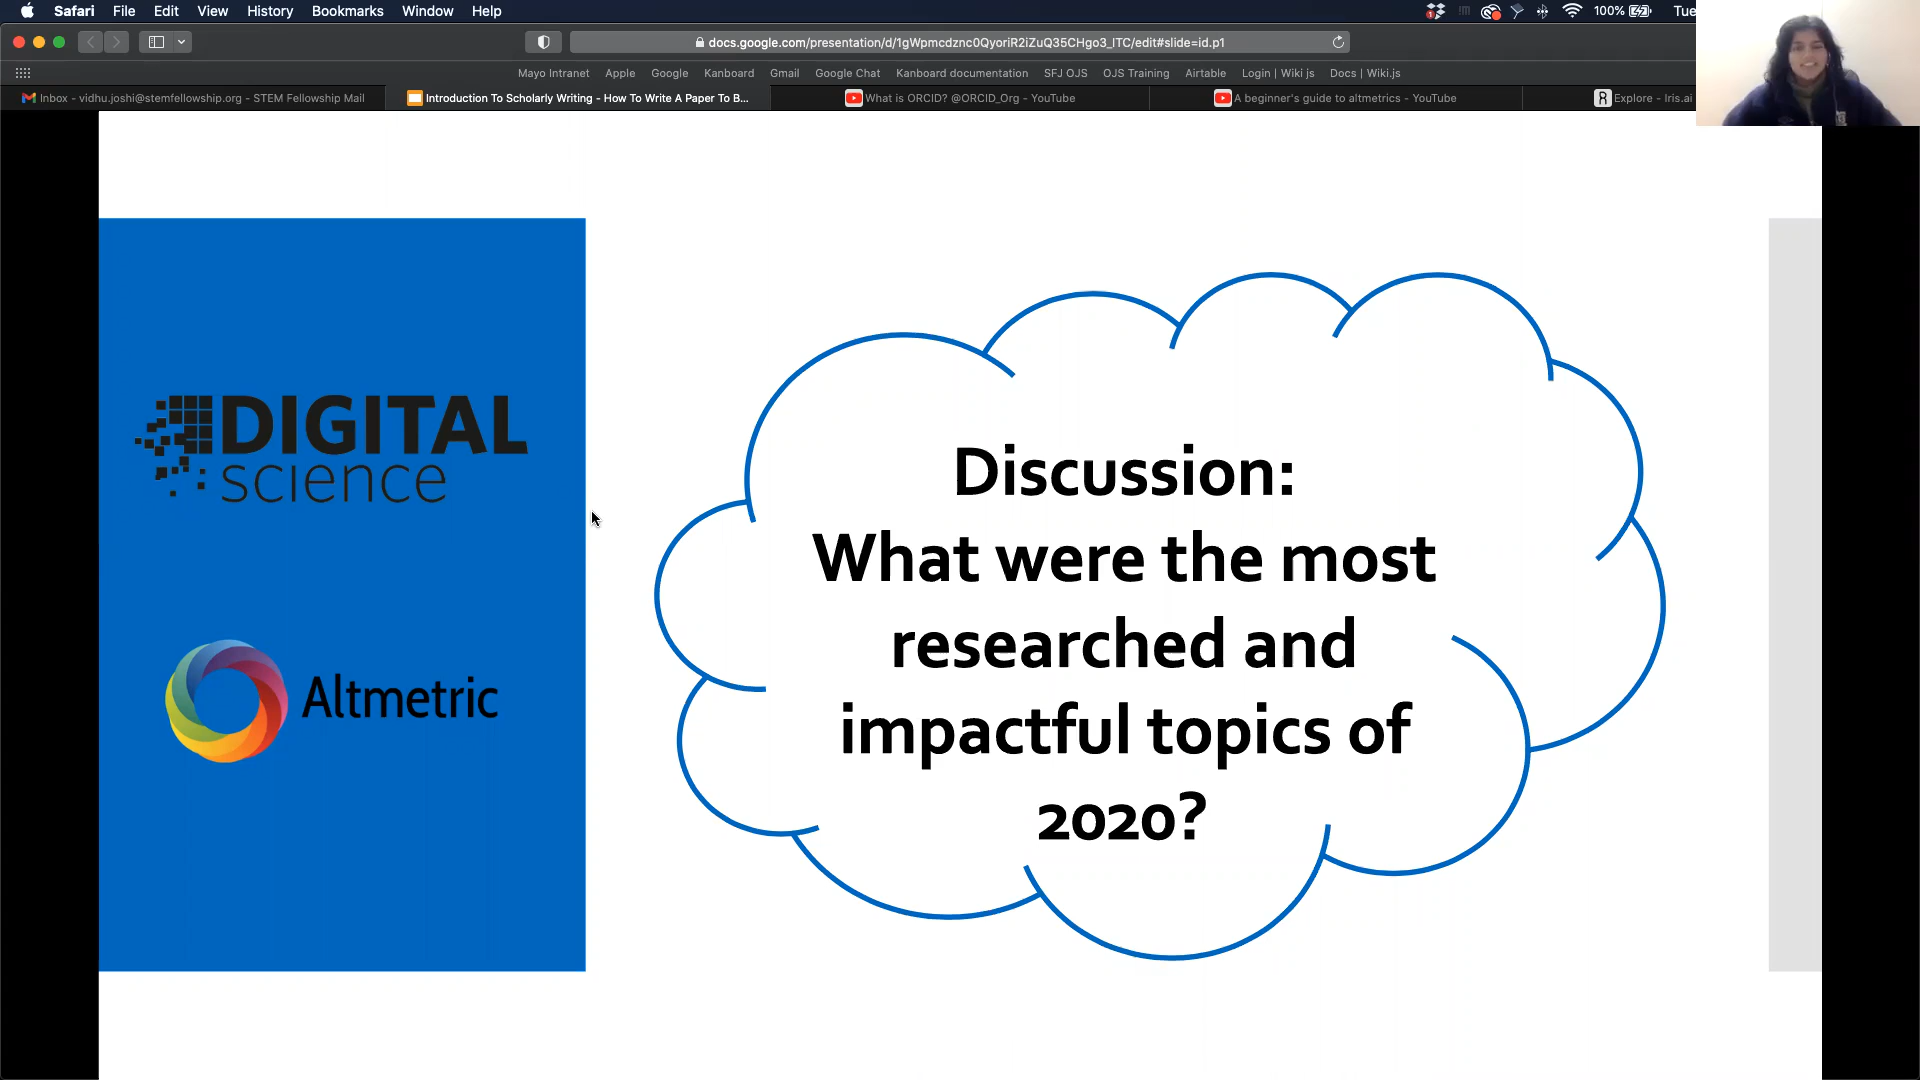 Safari File Edit View History Bookmarks Window Help 100% Tue
docs.google.com/presentation/d/1gWpmcdznc0QyoriR2iZuQ35CHgo3_ITC/edit#slide=id.p1
Mayo Intranet Apple Google Kanboard Gmail Google Chat Kanboard documentation SFJ OJS OJS Training Airtable Login | Wiki js Docs | Wiki.js
Inbox - vidhu.joshi@stemfellowship.org - STEM Fellowship Mail Introduction To Scholarly Writing - How To Write A Paper To B... What is ORCID? @ORCID_Org - YouTube A beginner's guide to altmetrics - YouTube R Explore - Iris.ai
DIGITAL
science
Altmetric
Discussion:
What were the most
researched and
impactful topics of
2020?